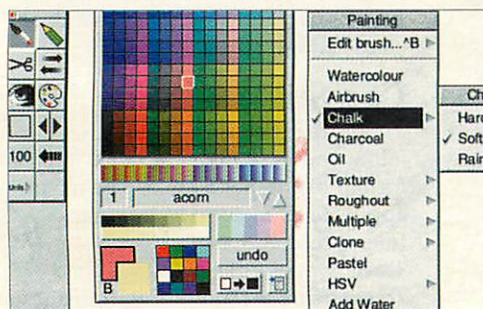 Painting
Edit brush...^B
Watercolour
Airbrush
Chalk
Charcoal
Oil
Texture
Roughout
Multiple
Clone
Pastel
HSV
Add Water
Soft
100
1
acorn
undo
B